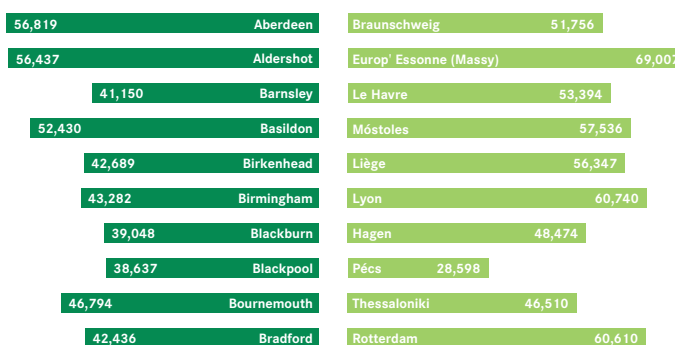 56,819 Aberdeen Braunschweig 51,756
56,437 Aldershot Europ' Essonne (Massy) 69,007
41,150 Barnsley Le Havre 53,394
52,430 Basildon Móstoles 57,536
42,689 Birkenhead Liège 56,347
43,282 Birmingham Lyon 60,740
39,048 Blackburn Hagen 48,474
38,637 Blackpool Pécs 28,598
46,794 Bournemouth Thessaloniki 46,510
42,436 Bradford Rotterdam 60,610